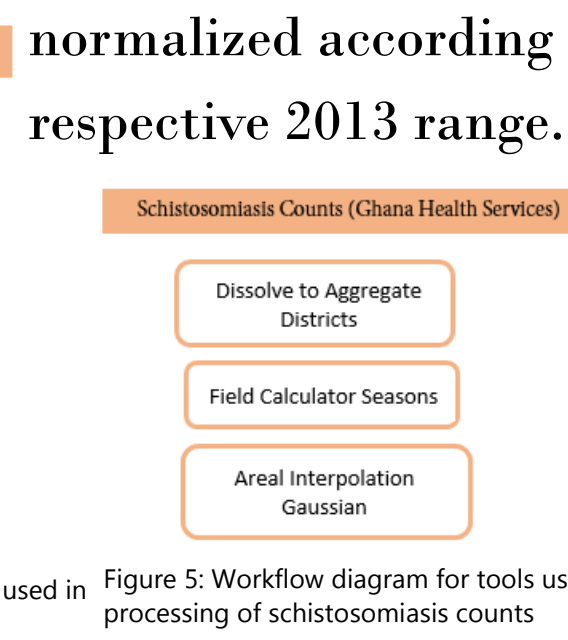 normalized according
respective 2013 range.
Schistosomiasis Counts (Ghana Health Services)
Dissolve to Aggregate
Districts
Field Calculator Seasons
Areal Interpolation
Gaussian
used in
Figure 5: Workflow diagram for tools us
processing of schistosomiasis counts